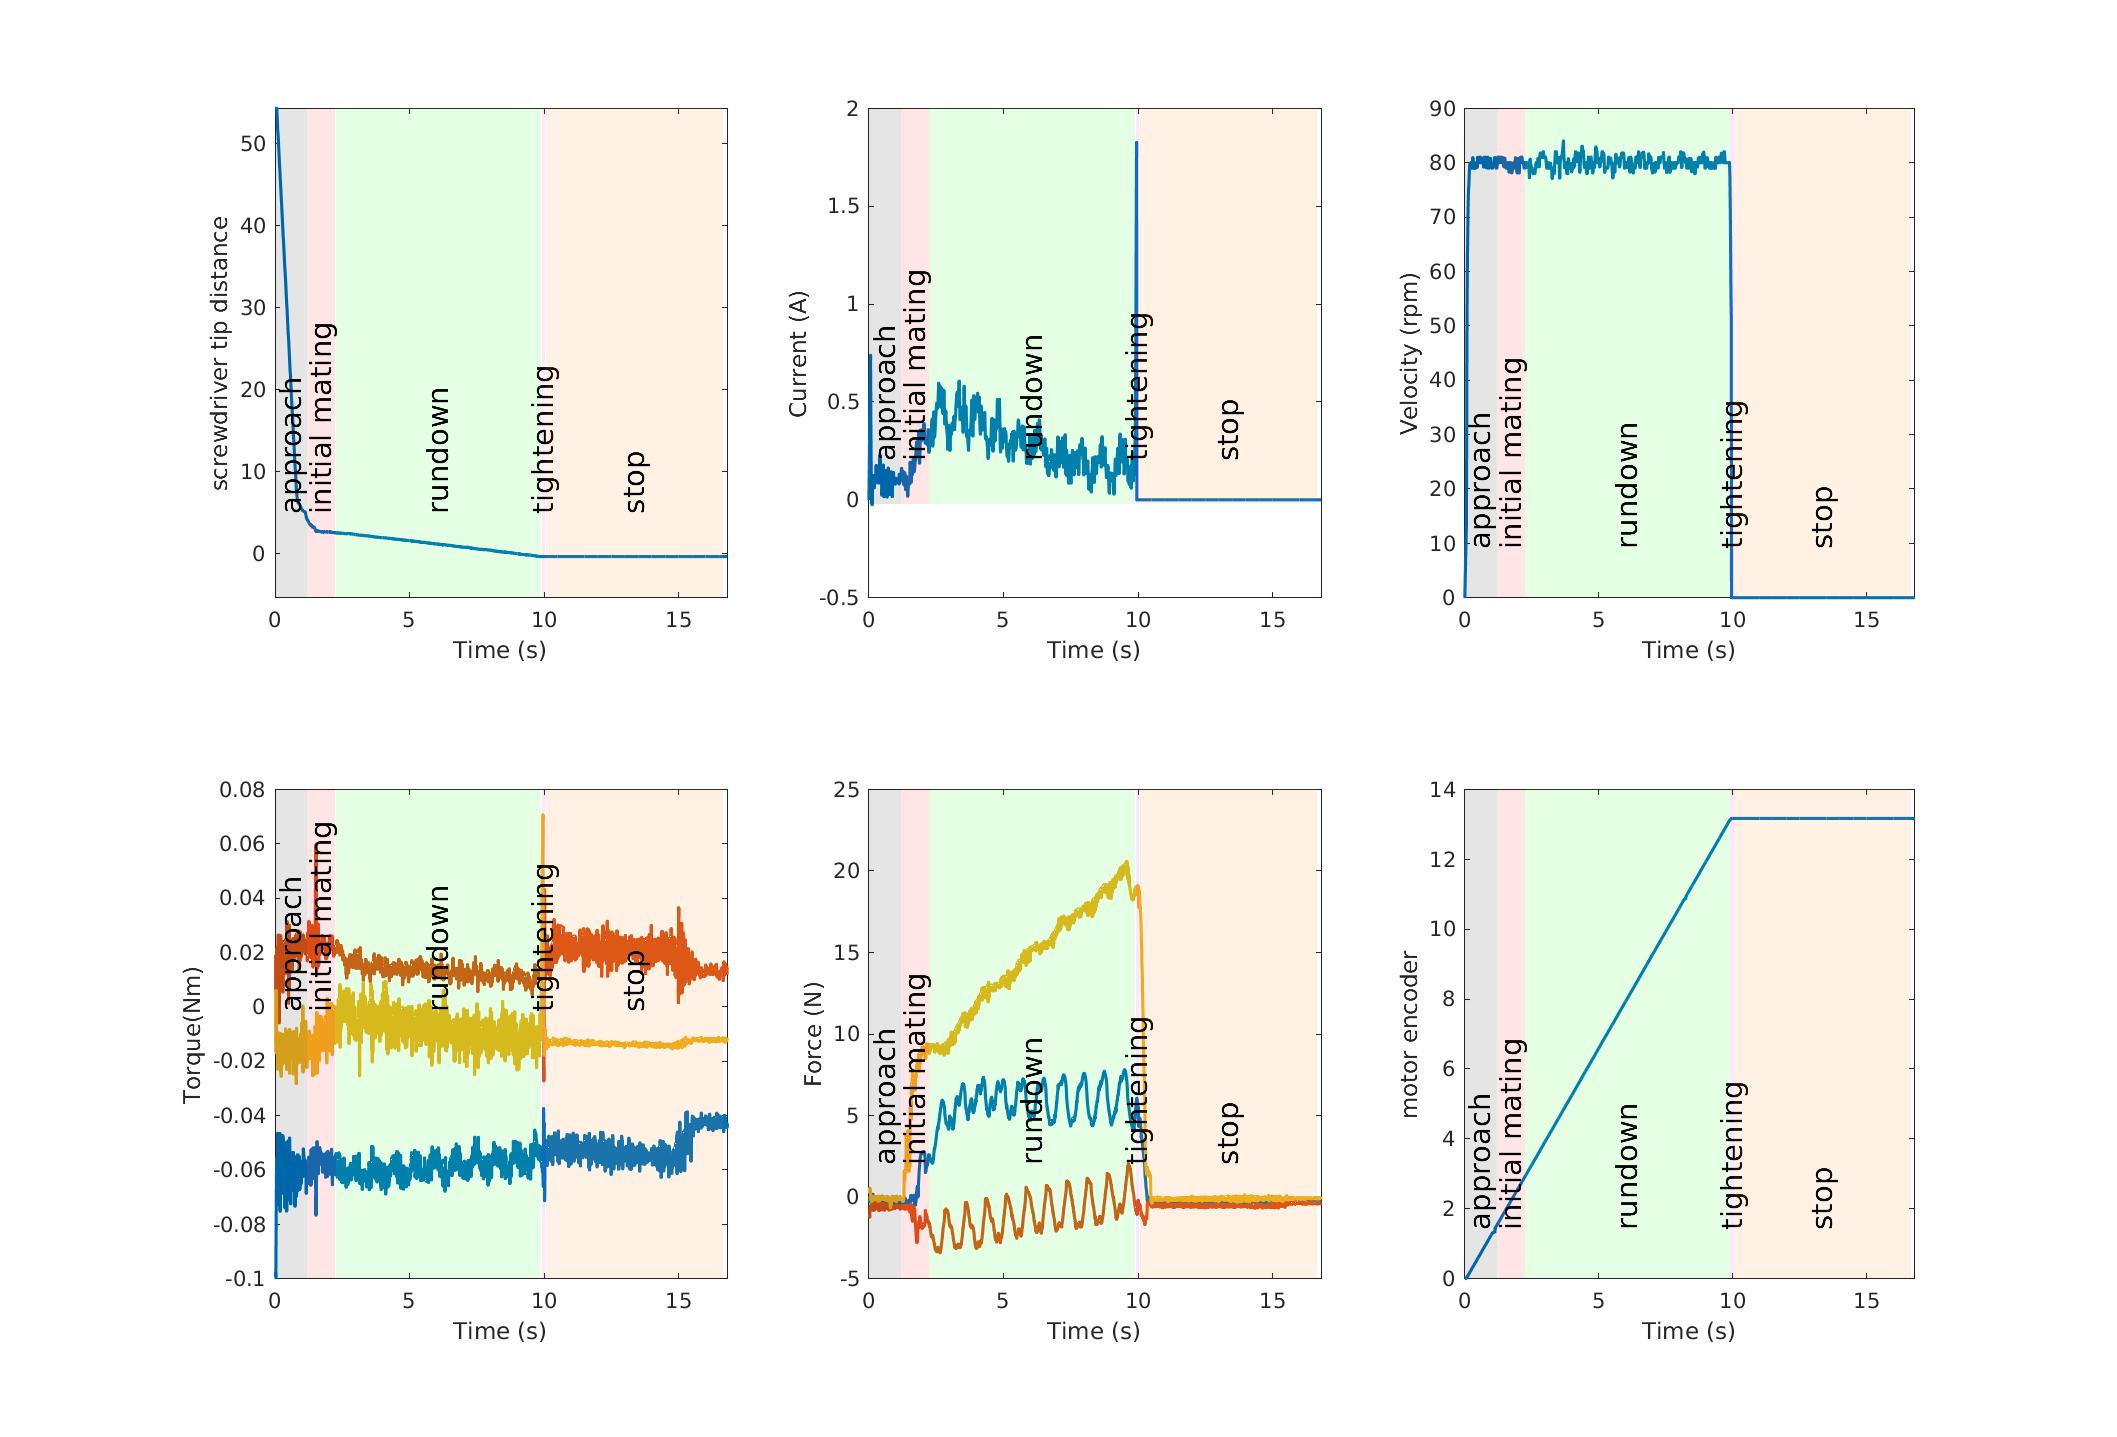 screwdriver tip distance
50
40
30
20
10
0
approach
initial mating
rundown
tightening
stop
0
5
10
15
Time (s)
Current (A)
2
1.5
1
0.5
0
-0.5
approach
initial mating
rundown
tightening
stop
0
5
10
15
Time (s)
Velocity (rpm)
90
80
70
60
50
40
30
20
10
0
approach
initial mating
rundown
tightening
stop
0
5
10
15
Time (s)
Torque(Nm)
0.08
0.06
0.04
0.02
0
-0.02
-0.04
-0.06
-0.08
-0.1
approach
initial mating
rundown
tightening
stop
0
5
10
15
Time (s)
Force (N)
25
20
15
10
5
0
-5
approach
initial mating
rundown
tightening
stop
0
5
10
15
Time (s)
motor encoder
14
12
10
8
6
4
2
0
approach
initial mating
rundown
tightening
stop
0
5
10
15
Time (s)